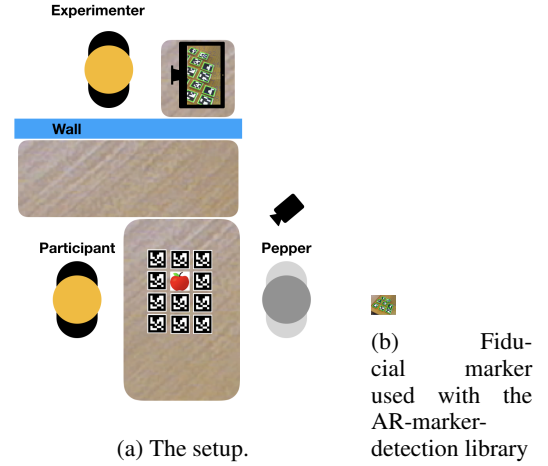 Experimenter
Wall
Participant
Pepper
(a) The setup.
(b) Fidu-
cial marker
used with the
AR-marker-
detection library